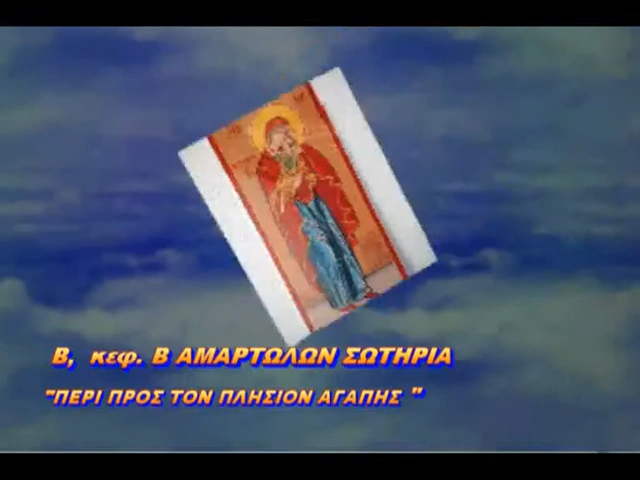 Β, κεφ. Β ΑΜΑΡΤΩΛΩΝ ΣΩΤΗΡΙΑ
"ΠΕΡΙ ΠΡΟΣ ΤΟΝ ΠΛΗΣΙΟΝ ΑΓΑΠΗΣ "